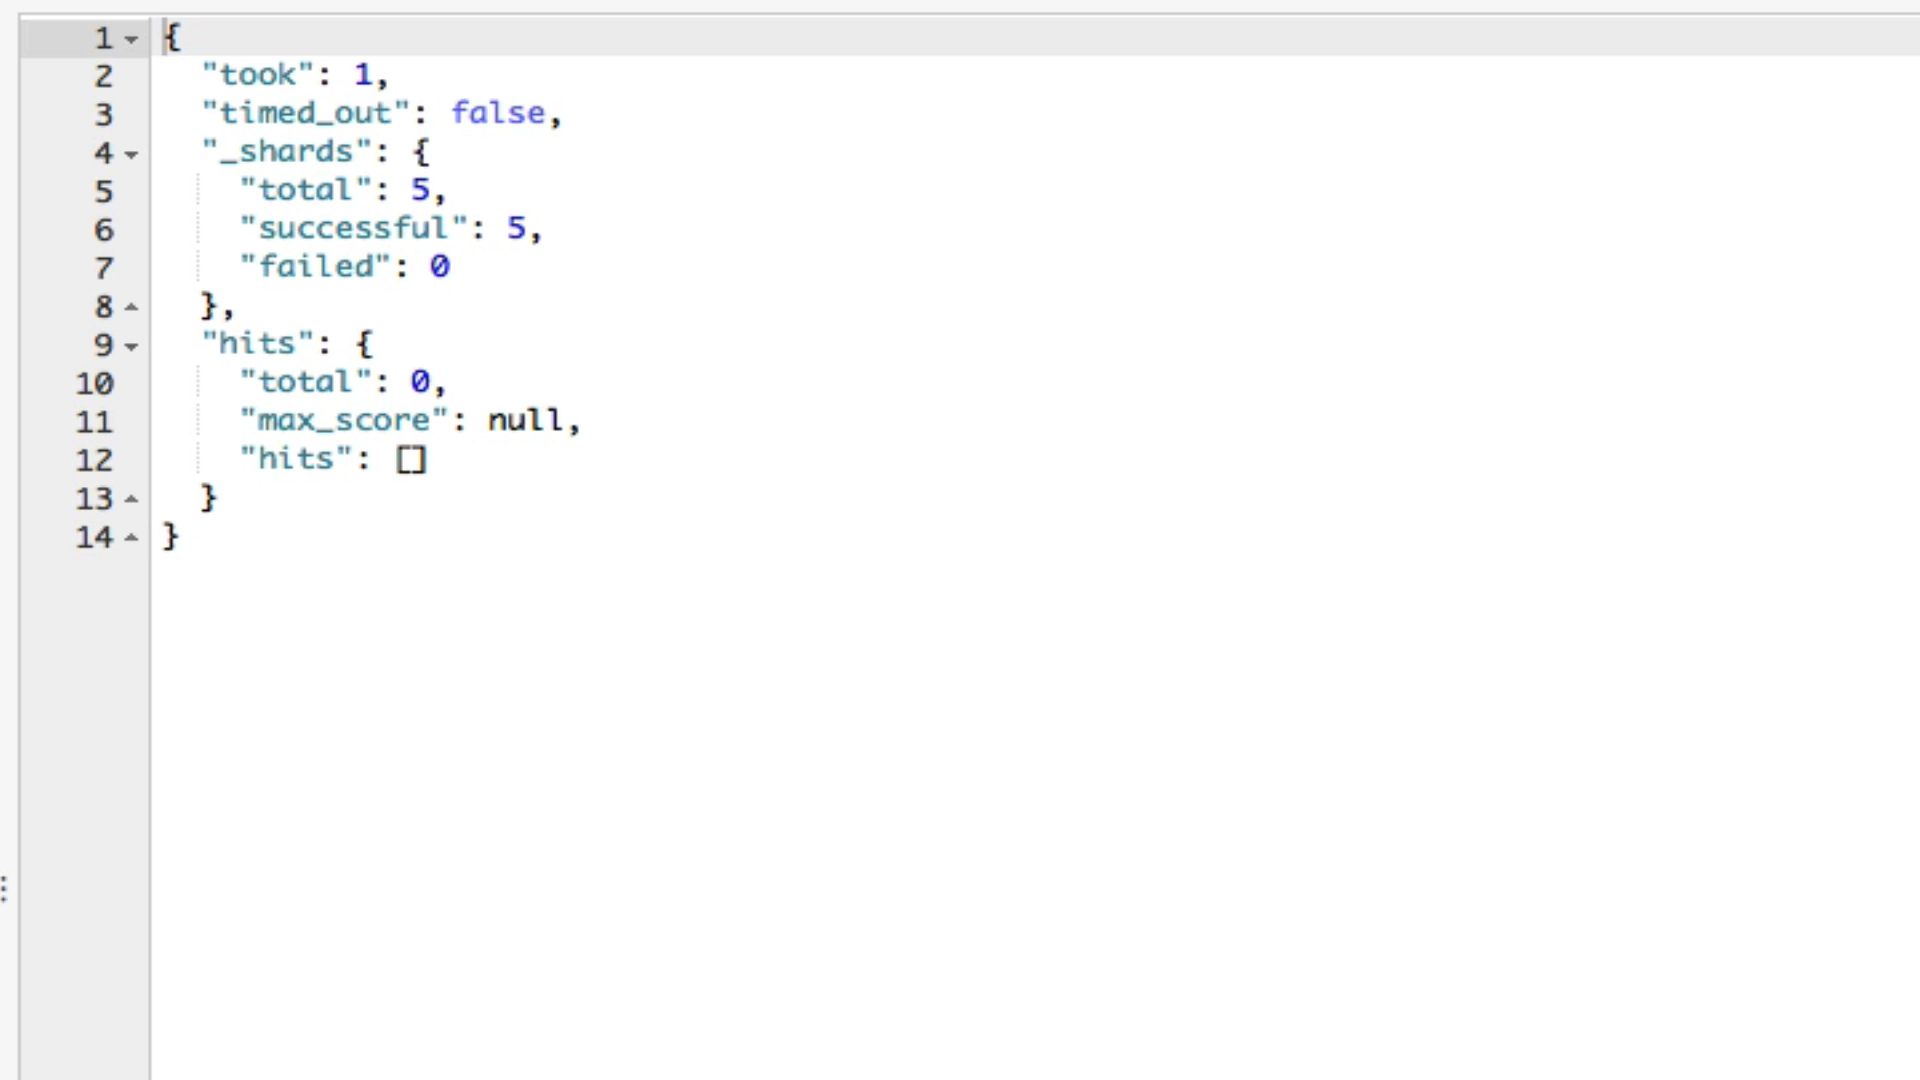 1 {
2   "took": 1,
3   "timed_out": false,
4   "_shards": {
5     "total": 5,
6     "successful": 5,
7     "failed": 0
8   },
9   "hits": {
10     "total": 0,
11     "max_score": null,
12     "hits": []
13   }
14 }